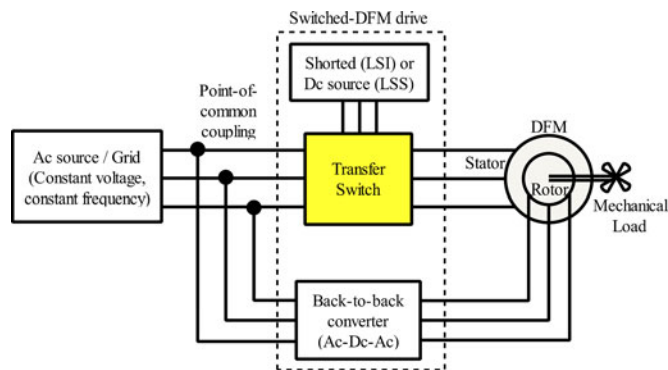 Switched-DFM drive
Shorted (LSI) or
Dc source (LSS)
Point-of-
common
coupling
Ac source / Grid
(Constant voltage,
constant frequency)
Transfer
Switch
DFM
Stator
Rotor
Mechanical
Load
Back-to-back
converter
(Ac-Dc-Ac)